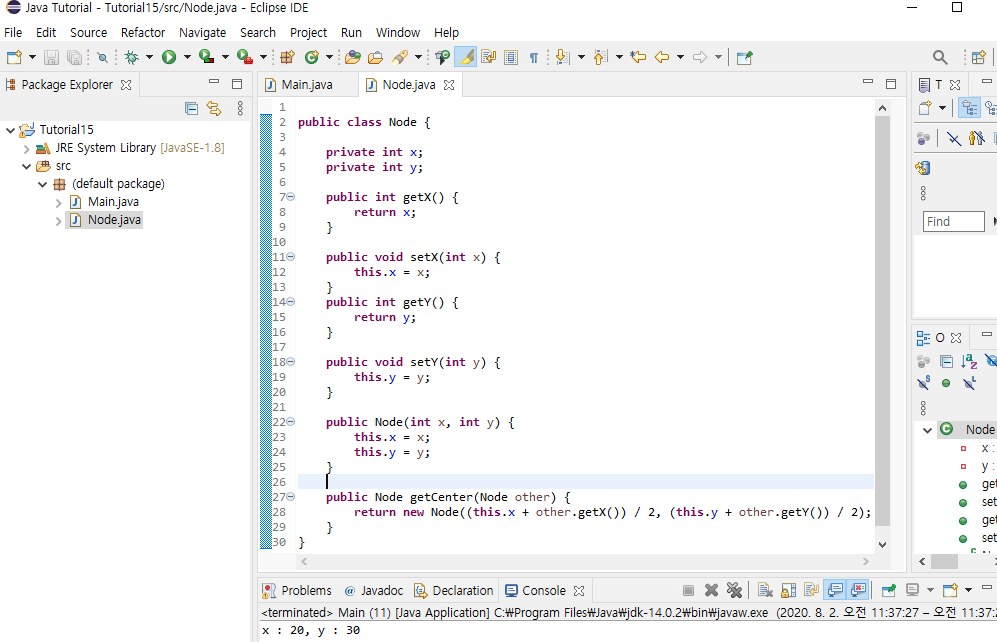 Java Tutorial - Tutorial15/src/Node.java - Eclipse IDE
File Edit Source Refactor Navigate Search Project Run Window Help
Package Explorer
Main.java
Node.java
T
Tutorial15
JRE System Library [JavaSE-1.8]
src
(default package)
Main.java
Node.java
1
2 public class Node {
3
4 private int x;
5 private int y;
6
7 public int getX() {
8 return x;
9 }
10
11 public void setX(int x) {
12 this.x = x;
13 }
14 public int getY() {
15 return y;
16 }
17
18 public void setY(int y) {
19 this.y = y;
20 }
21
22 public Node(int x, int y) {
23 this.x = x;
24 this.y = y;
25 }
26
27 public Node getCenter(Node other) {
28 return new Node((this.x + other.getX()) / 2, (this.y + other.getY()) / 2);
29 }
30 }
Find
O
Node
x :
y :
get
set
get
set
Problems @ Javadoc Declaration Console
<terminated> Main (11) [Java Application] C:₩Program Files₩Java₩jdk-14.0.2₩bin₩javaw.exe (2020. 8. 2. 오전 11:37:27 – 오전 11:37:2
x : 20, y : 30